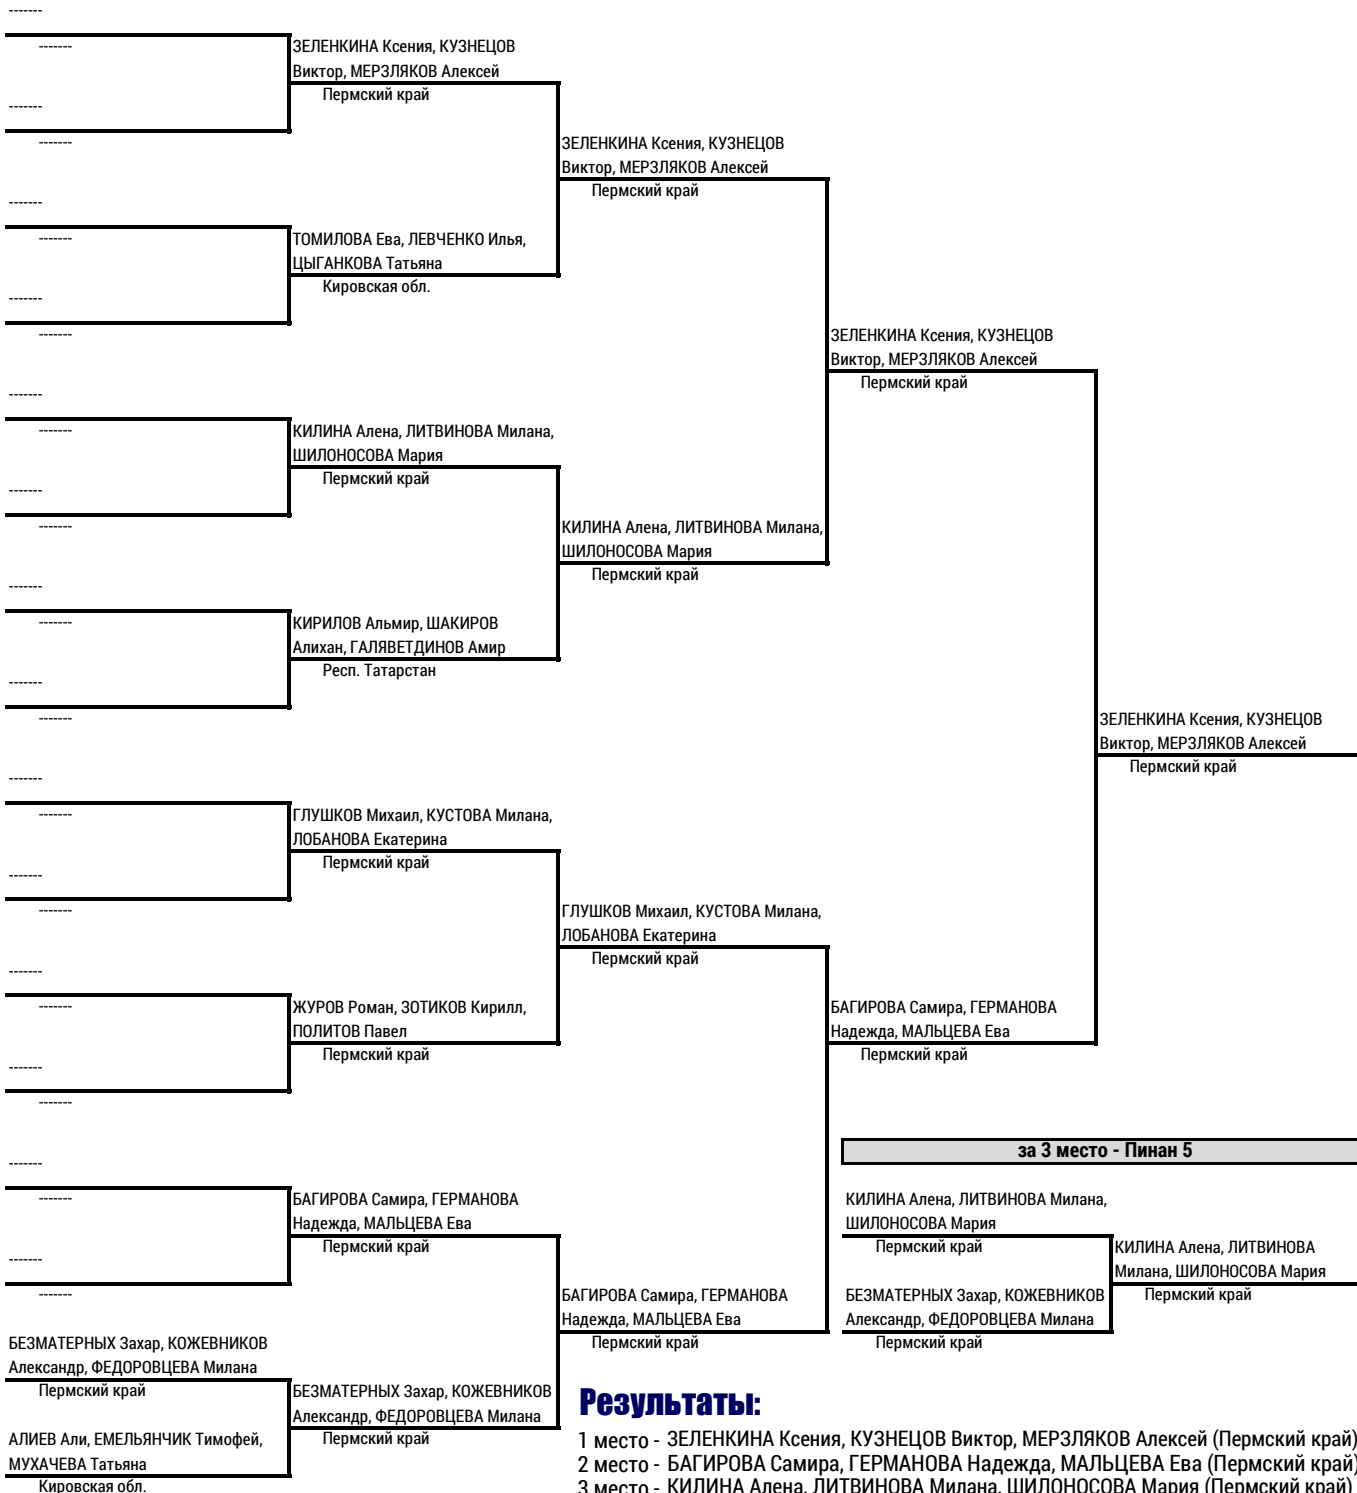 -------
-------
ЗЕЛЕНКИНА Ксения, КУЗНЕЦОВ
Виктор, МЕРЗЛЯКОВ Алексей
Пермский край
-------
-------
ЗЕЛЕНКИНА Ксения, КУЗНЕЦОВ
Виктор, МЕРЗЛЯКОВ Алексей
Пермский край
-------
-------
ТОМИЛОВА Ева, ЛЕВЧЕНКО Илья,
ЦЫГАНКОВА Татьяна
Кировская обл.
-------
-------
ЗЕЛЕНКИНА Ксения, КУЗНЕЦОВ
Виктор, МЕРЗЛЯКОВ Алексей
Пермский край
-------
-------
КИЛИНА Алена, ЛИТВИНОВА Милана,
ШИЛОНОСОВА Мария
Пермский край
-------
-------
КИЛИНА Алена, ЛИТВИНОВА Милана,
ШИЛОНОСОВА Мария
Пермский край
-------
-------
КИРИЛОВ Альмир, ШАКИРОВ
Алихан, ГАЛЯВЕТДИНОВ Амир
Респ. Татарстан
-------
-------
ЗЕЛЕНКИНА Ксения, КУЗНЕЦОВ
Виктор, МЕРЗЛЯКОВ Алексей
Пермский край
-------
-------
ГЛУШКОВ Михаил, КУСТОВА Милана,
ЛОБАНОВА Екатерина
Пермский край
-------
-------
ГЛУШКОВ Михаил, КУСТОВА Милана,
ЛОБАНОВА Екатерина
Пермский край
-------
-------
ЖУРОВ Роман, ЗОТИКОВ Кирилл,
ПОЛИТОВ Павел
Пермский край
БАГИРОВА Самира, ГЕРМАНОВА
Надежда, МАЛЬЦЕВА Ева
Пермский край
-------
-------
за 3 место - Пинан 5
-------
-------
БАГИРОВА Самира, ГЕРМАНОВА
Надежда, МАЛЬЦЕВА Ева
Пермский край
КИЛИНА Алена, ЛИТВИНОВА Милана,
ШИЛОНОСОВА Мария
Пермский край
КИЛИНА Алена, ЛИТВИНОВА
Милана, ШИЛОНОСОВА Мария
Пермский край
-------
-------
БАГИРОВА Самира, ГЕРМАНОВА
Надежда, МАЛЬЦЕВА Ева
Пермский край
БЕЗМАТЕРНЫХ Захар, КОЖЕВНИКОВ
Александр, ФЕДОРОВЦЕВА Милана
Пермский край
БЕЗМАТЕРНЫХ Захар, КОЖЕВНИКОВ
Александр, ФЕДОРОВЦЕВА Милана
Пермский край
БЕЗМАТЕРНЫХ Захар, КОЖЕВНИКОВ
Александр, ФЕДОРОВЦЕВА Милана
Пермский край
АЛИЕВ Али, ЕМЕЛЬЯНЧИК Тимофей,
МУХАЧЕВА Татьяна
Кировская обл.
Результаты:
1 место - ЗЕЛЕНКИНА Ксения, КУЗНЕЦОВ Виктор, МЕРЗЛЯКОВ Алексей (Пермский край)
2 место - БАГИРОВА Самира, ГЕРМАНОВА Надежда, МАЛЬЦЕВА Ева (Пермский край)
3 место - КИЛИНА Алена, ЛИТВИНОВА Милана, ШИЛОНОСОВА Мария (Пермский край)